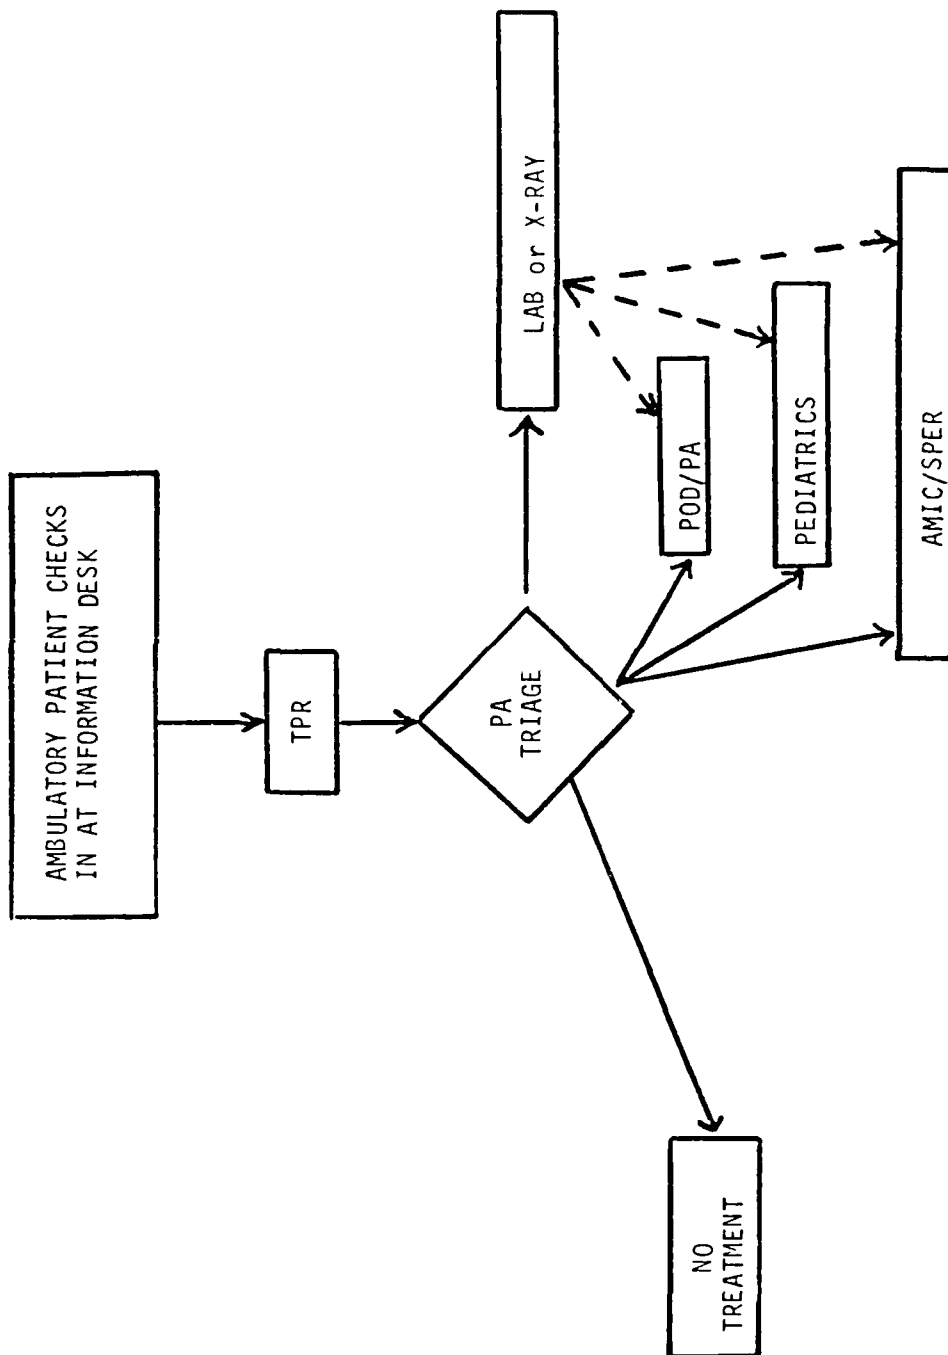 AMBULATORY PATIENT CHECKS
IN AT INFORMATION DESK
TPR
PA
TRIAGE
LAB or X-RAY
POD/PA
PEDIATRICS
AMIC/SPER
NO
TREATMENT